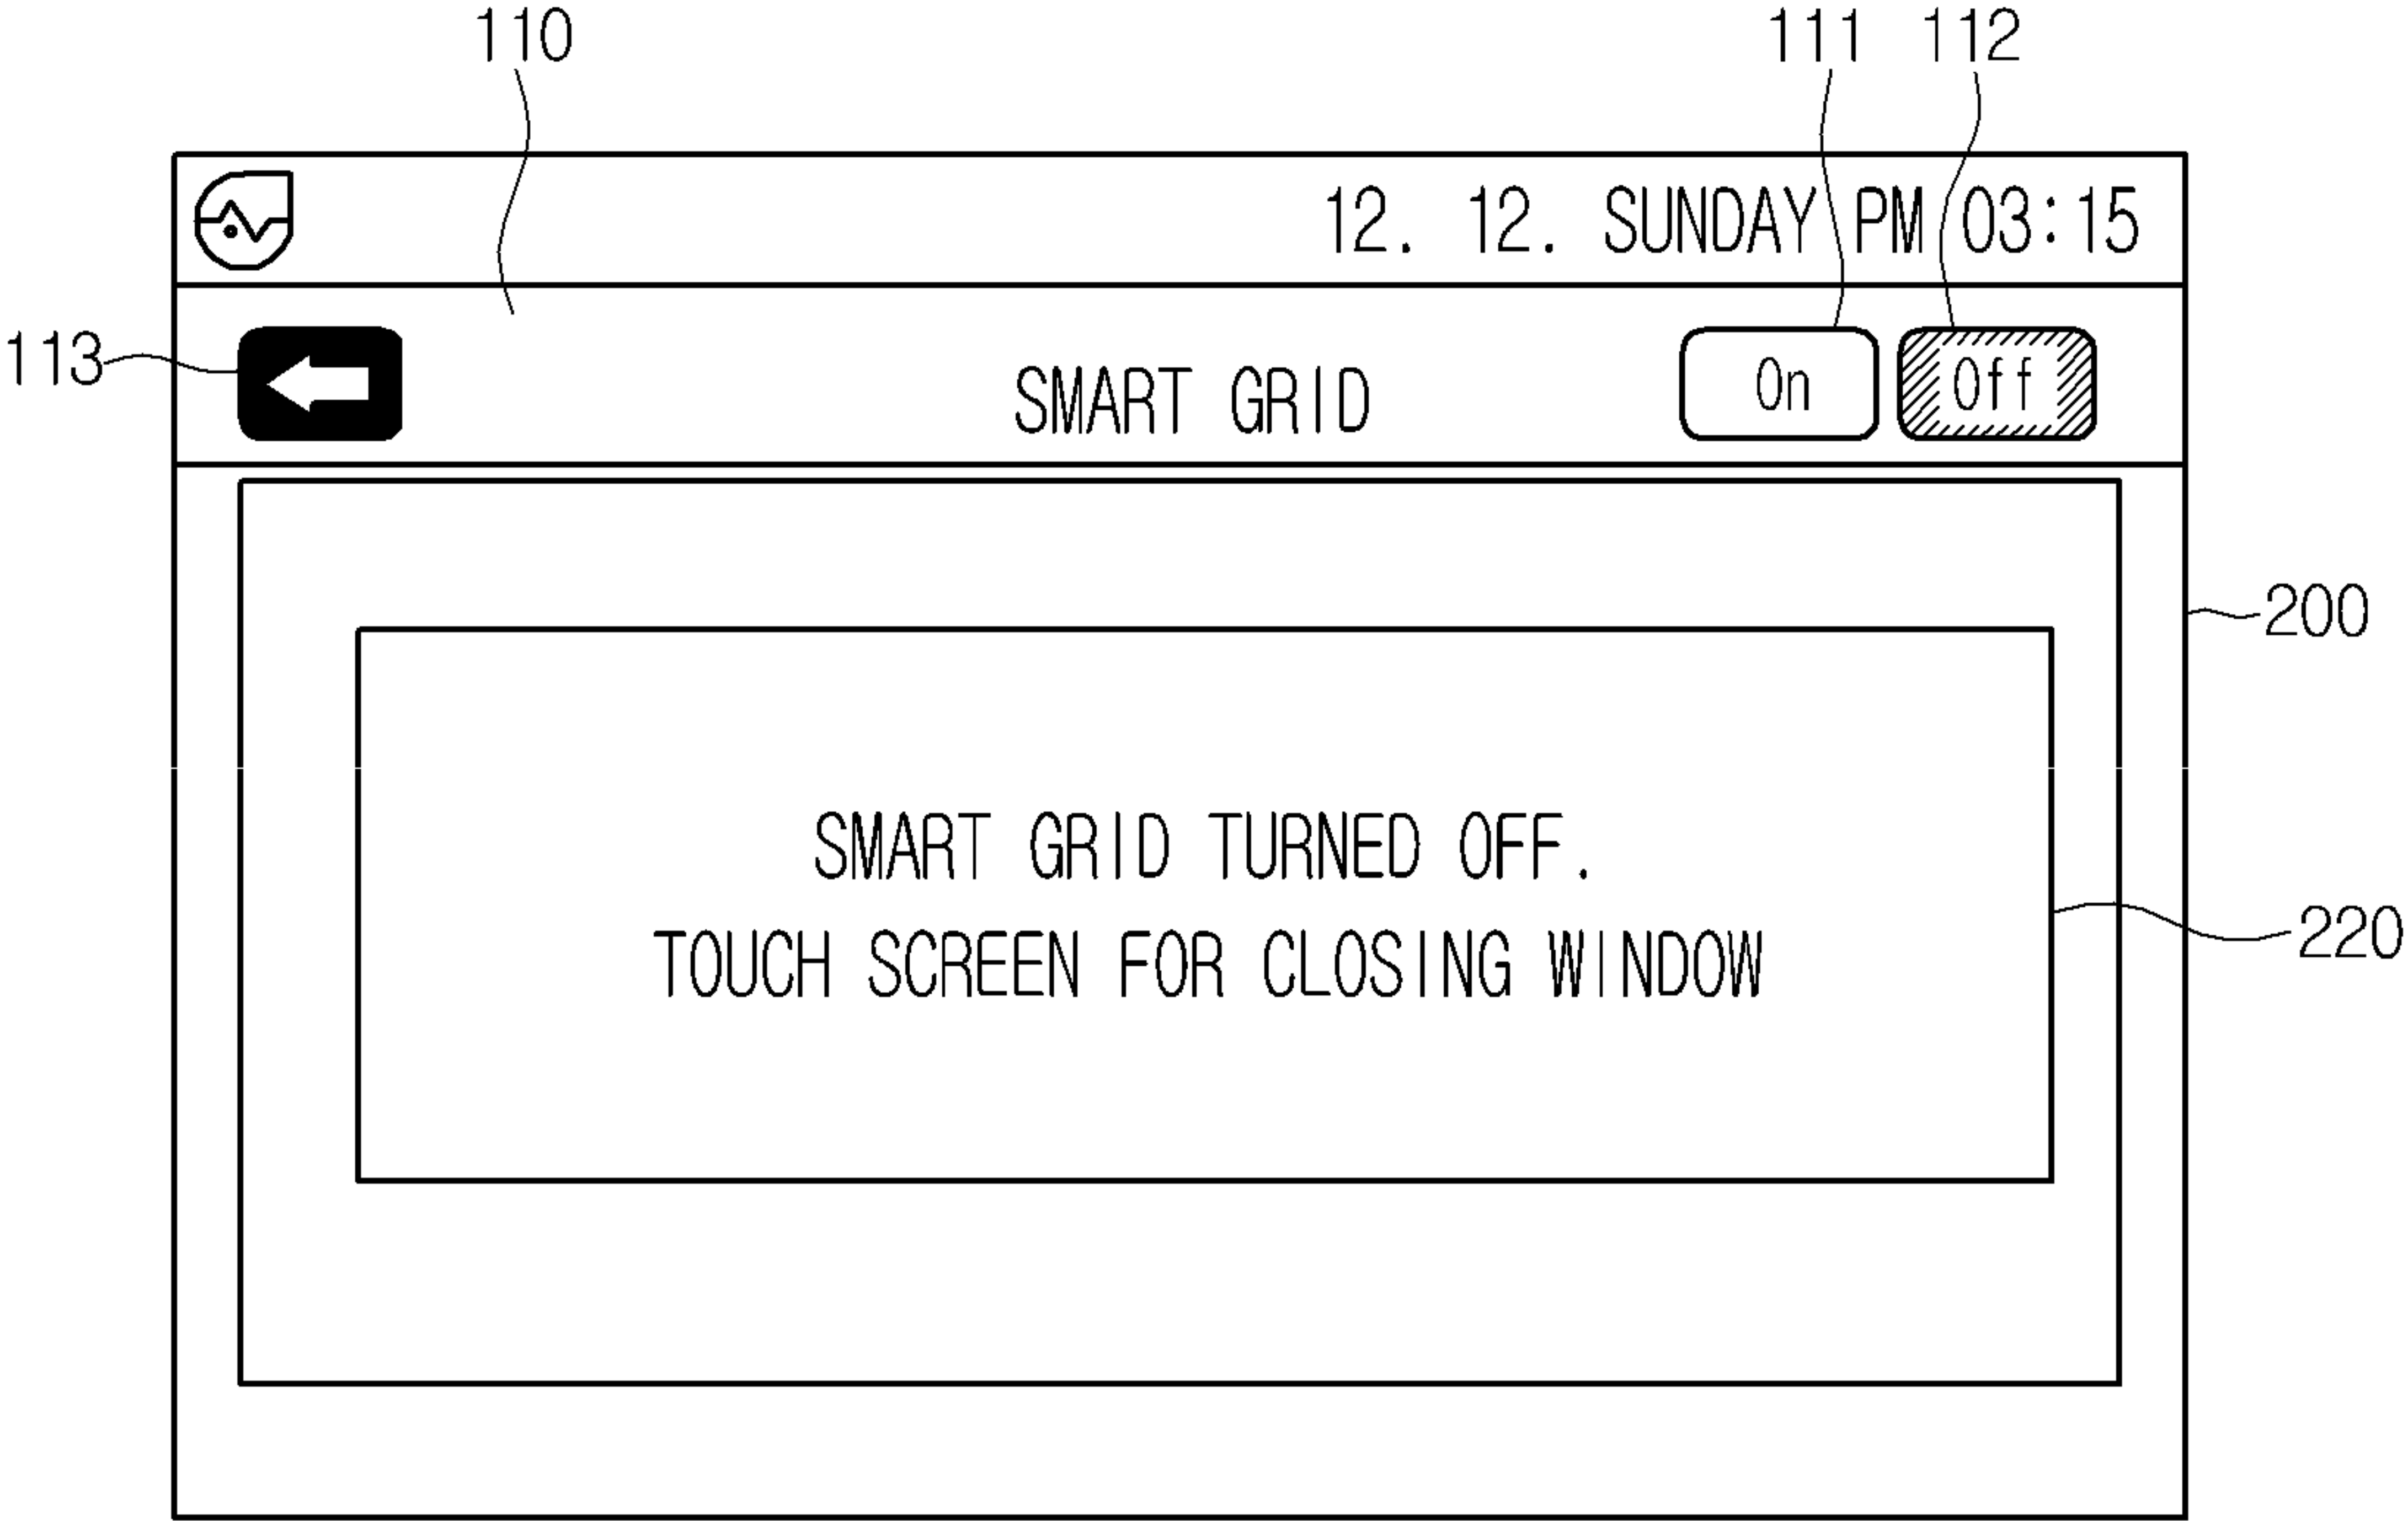 110 111 112
12. 12. SUNDAY PM 03:15
113 SMART GRID On Off
200
SMART GRID TURNED OFF.
220
TOUCH SCREEN FOR CLOSING WINDOW